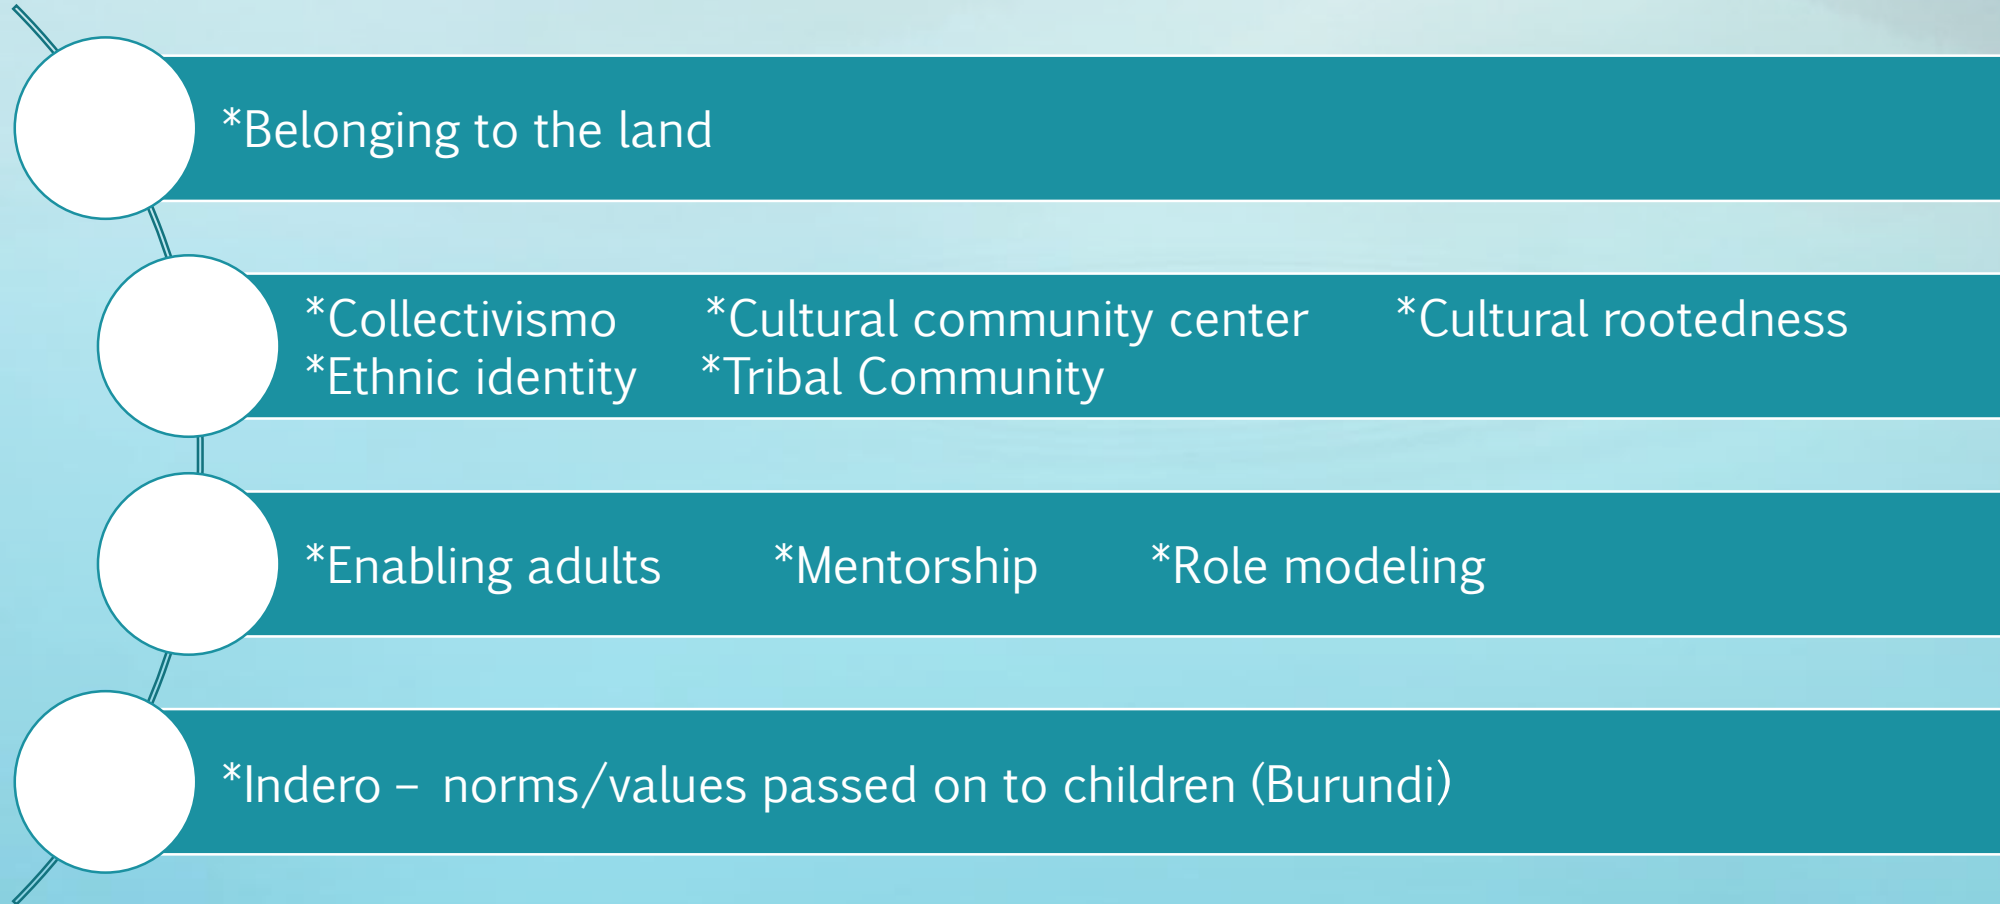 *Belonging to the land
*Collectivismo *Cultural community center *Cultural rootedness
*Ethnic identity *Tribal Community
*Enabling adults *Mentorship *Role modeling
*Indero – norms/values passed on to children (Burundi)